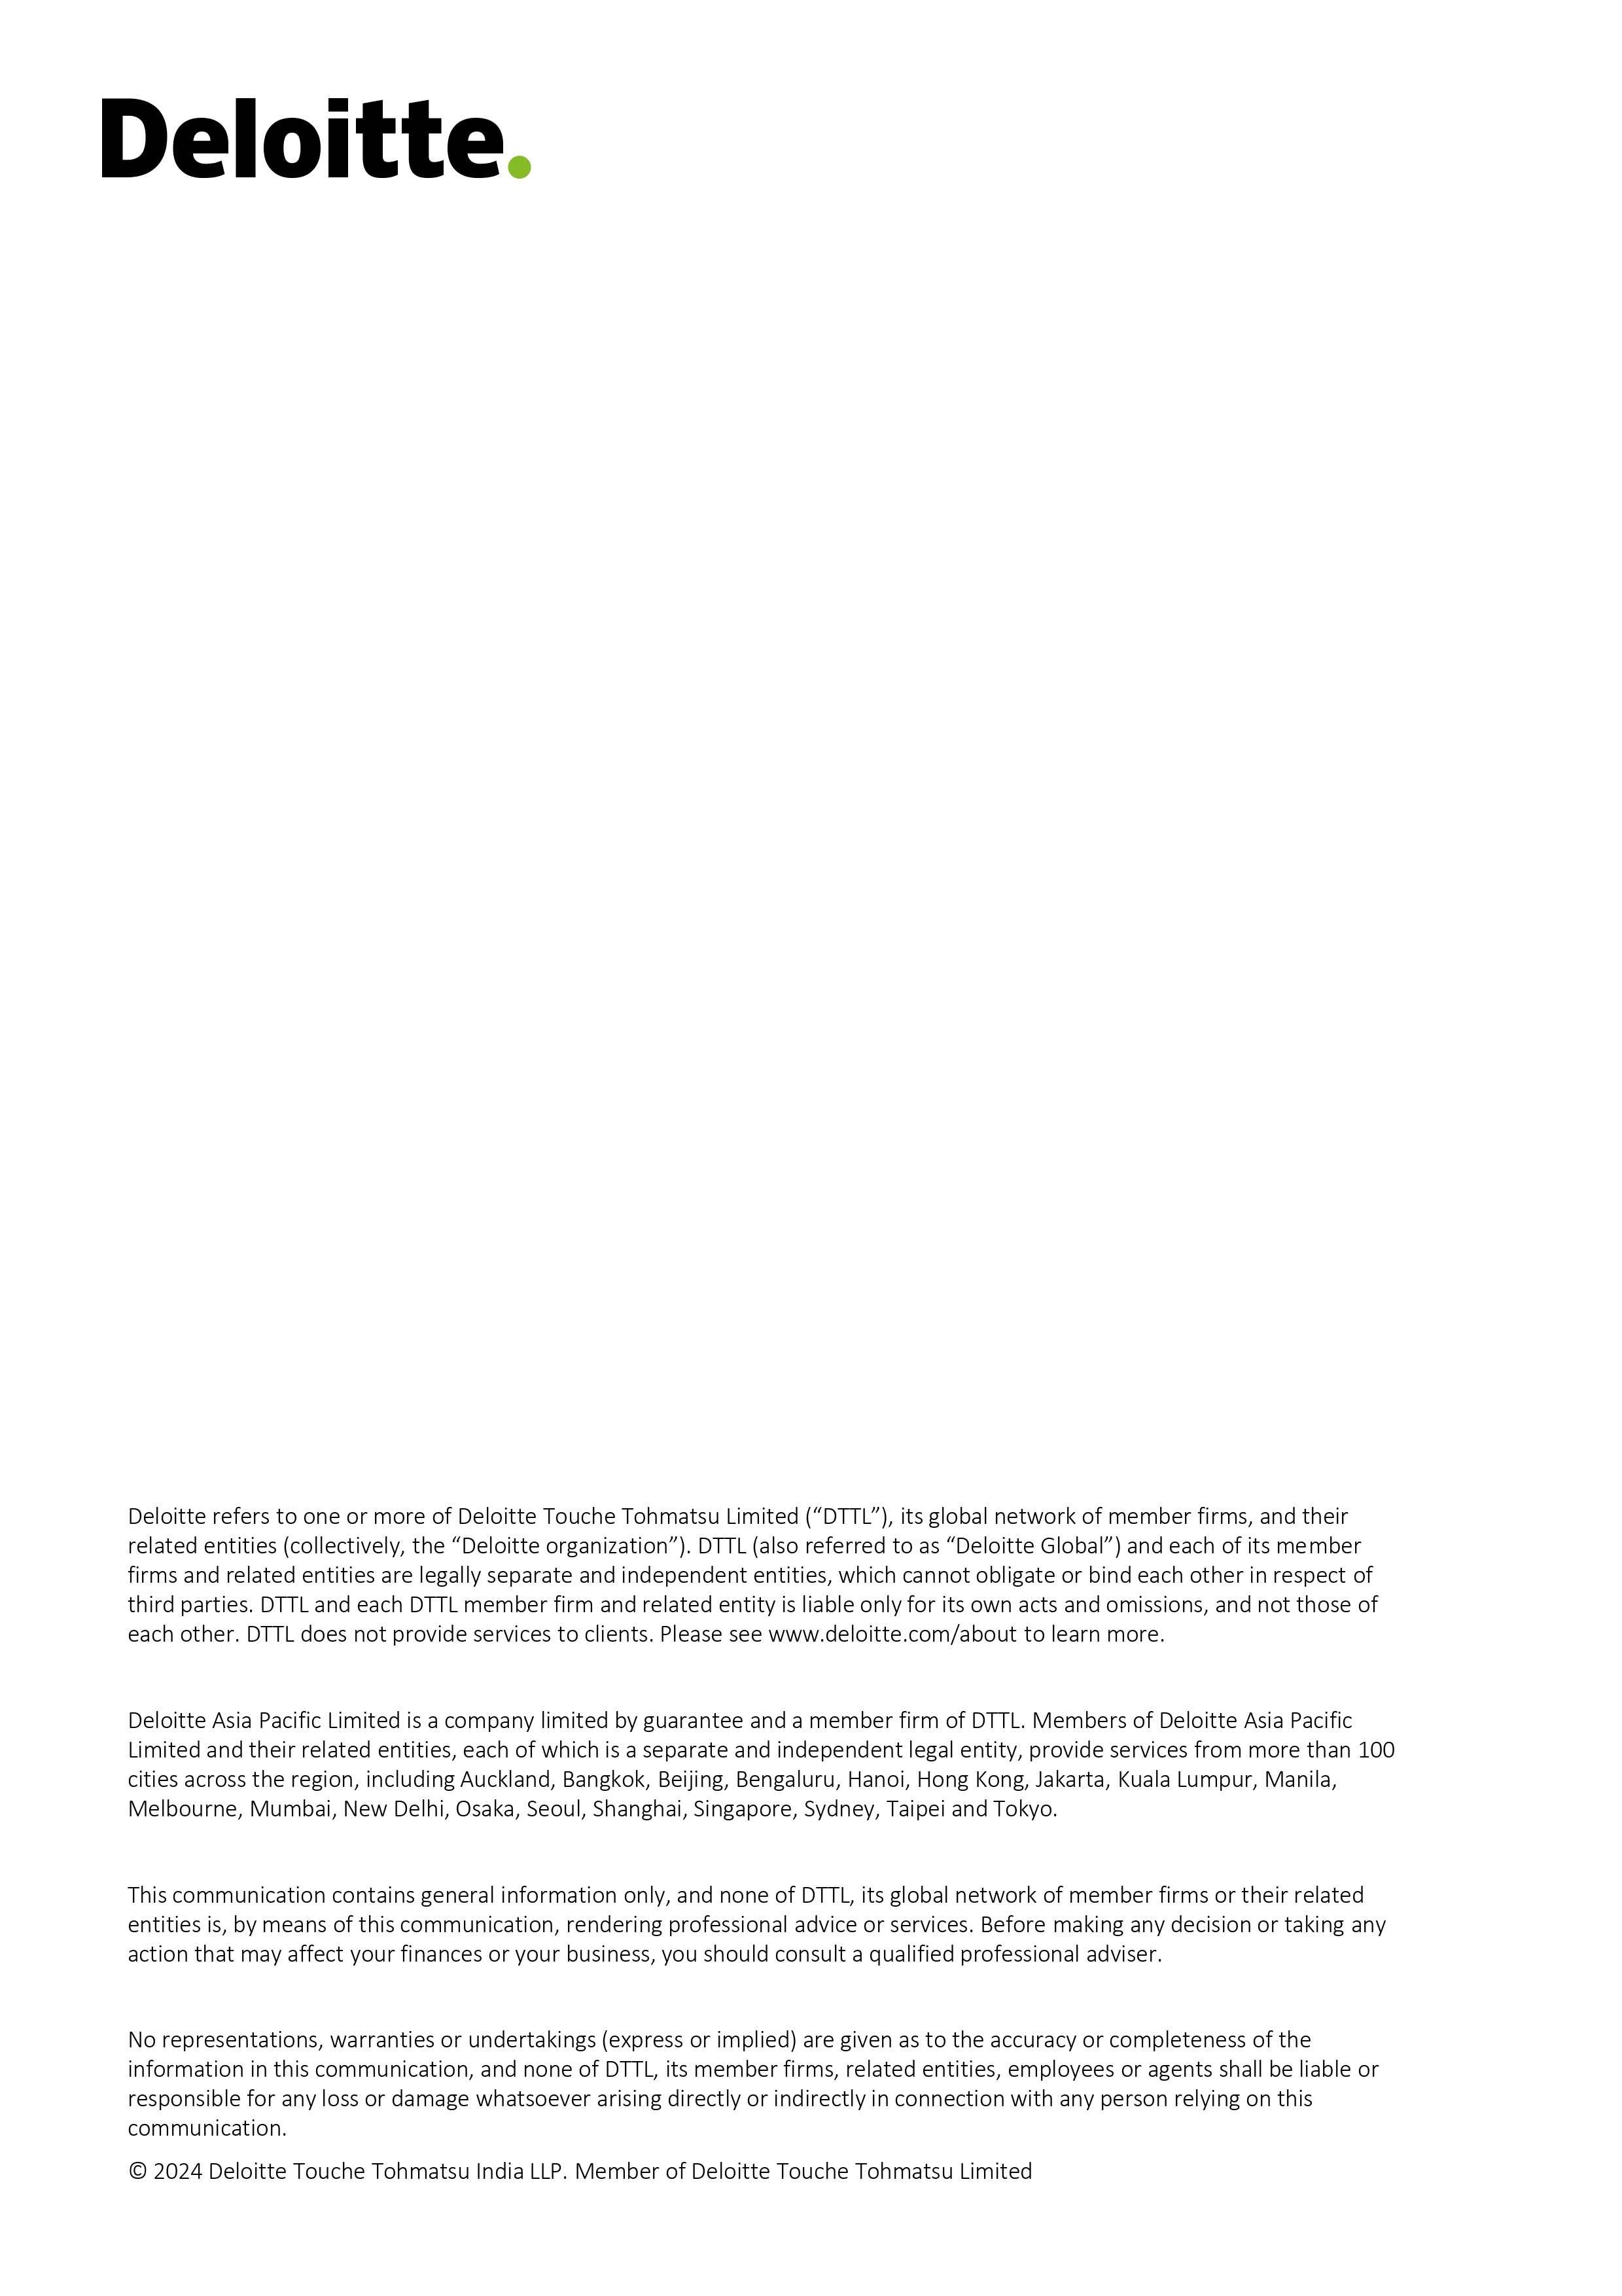 Deloitte.
Deloitte refers to one or more of Deloitte Touche Tohmatsu Limited (“DTTL”), its global network of member firms, and their
related entities (collectively, the “Deloitte organization”). DTTL (also referred to as “Deloitte Global”) and each of its member
firms and related entities are legally separate and independent entities, which cannot obligate or bind each other in respect of
third parties. DTTL and each DTTL member firm and related entity is liable only for its own acts and omissions, and not those of
each other. DTTL does not provide services to clients. Please see www.deloitte.com/about to learn more.
Deloitte Asia Pacific Limited is a company limited by guarantee and a member firm of DTTL. Members of Deloitte Asia Pacific
Limited and their related entities, each of which is a separate and independent legal entity, provide services from more than 100
cities across the region, including Auckland, Bangkok, Beijing, Bengaluru, Hanoi, Hong Kong, Jakarta, Kuala Lumpur, Manila,
Melbourne, Mumbai, New Delhi, Osaka, Seoul, Shanghai, Singapore, Sydney, Taipei and Tokyo.
This communication contains general information only, and none of DTTL, its global network of member firms or their related
entities is, by means of this communication, rendering professional advice or services. Before making any decision or taking any
action that may affect your finances or your business, you should consult a qualified professional adviser.
No representations, warranties or undertakings (express or implied) are given as to the accuracy or completeness of the
information in this communication, and none of DTTL, its member firms, related entities, employees or agents shall be liable or
responsible for any loss or damage whatsoever arising directly or indirectly in connection with any person relying on this
communication.
© 2024 Deloitte Touche Tohmatsu India LLP. Member of Deloitte Touche Tohmatsu Limited